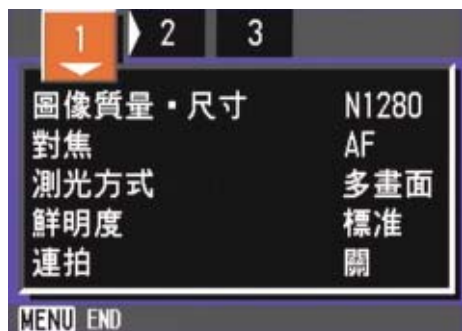 1 2 3
圖像質量・尺寸 N1280
對焦 AF
測光方式 多畫面
鮮明度 標准
連拍 關
MENU END